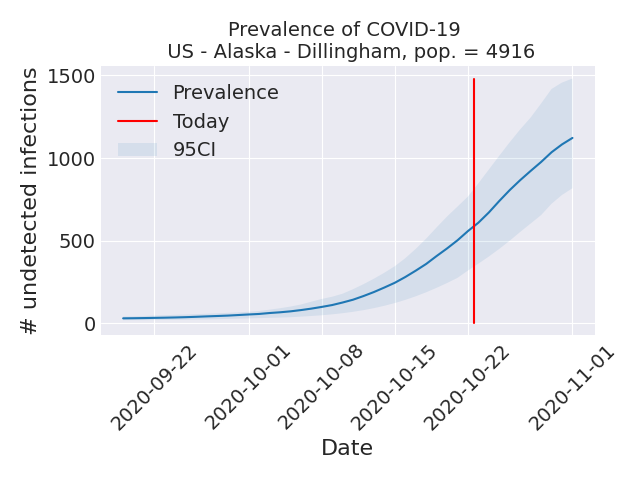 Prevalence of COVID-19
US - Alaska - Dillingham, pop. = 4916
# undetected infections
1500
1000
500
0
Prevalence
Today
95CI
2020-09-22
2020-10-01
2020-10-08
2020-10-15
2020-10-22
2020-11-01
Date